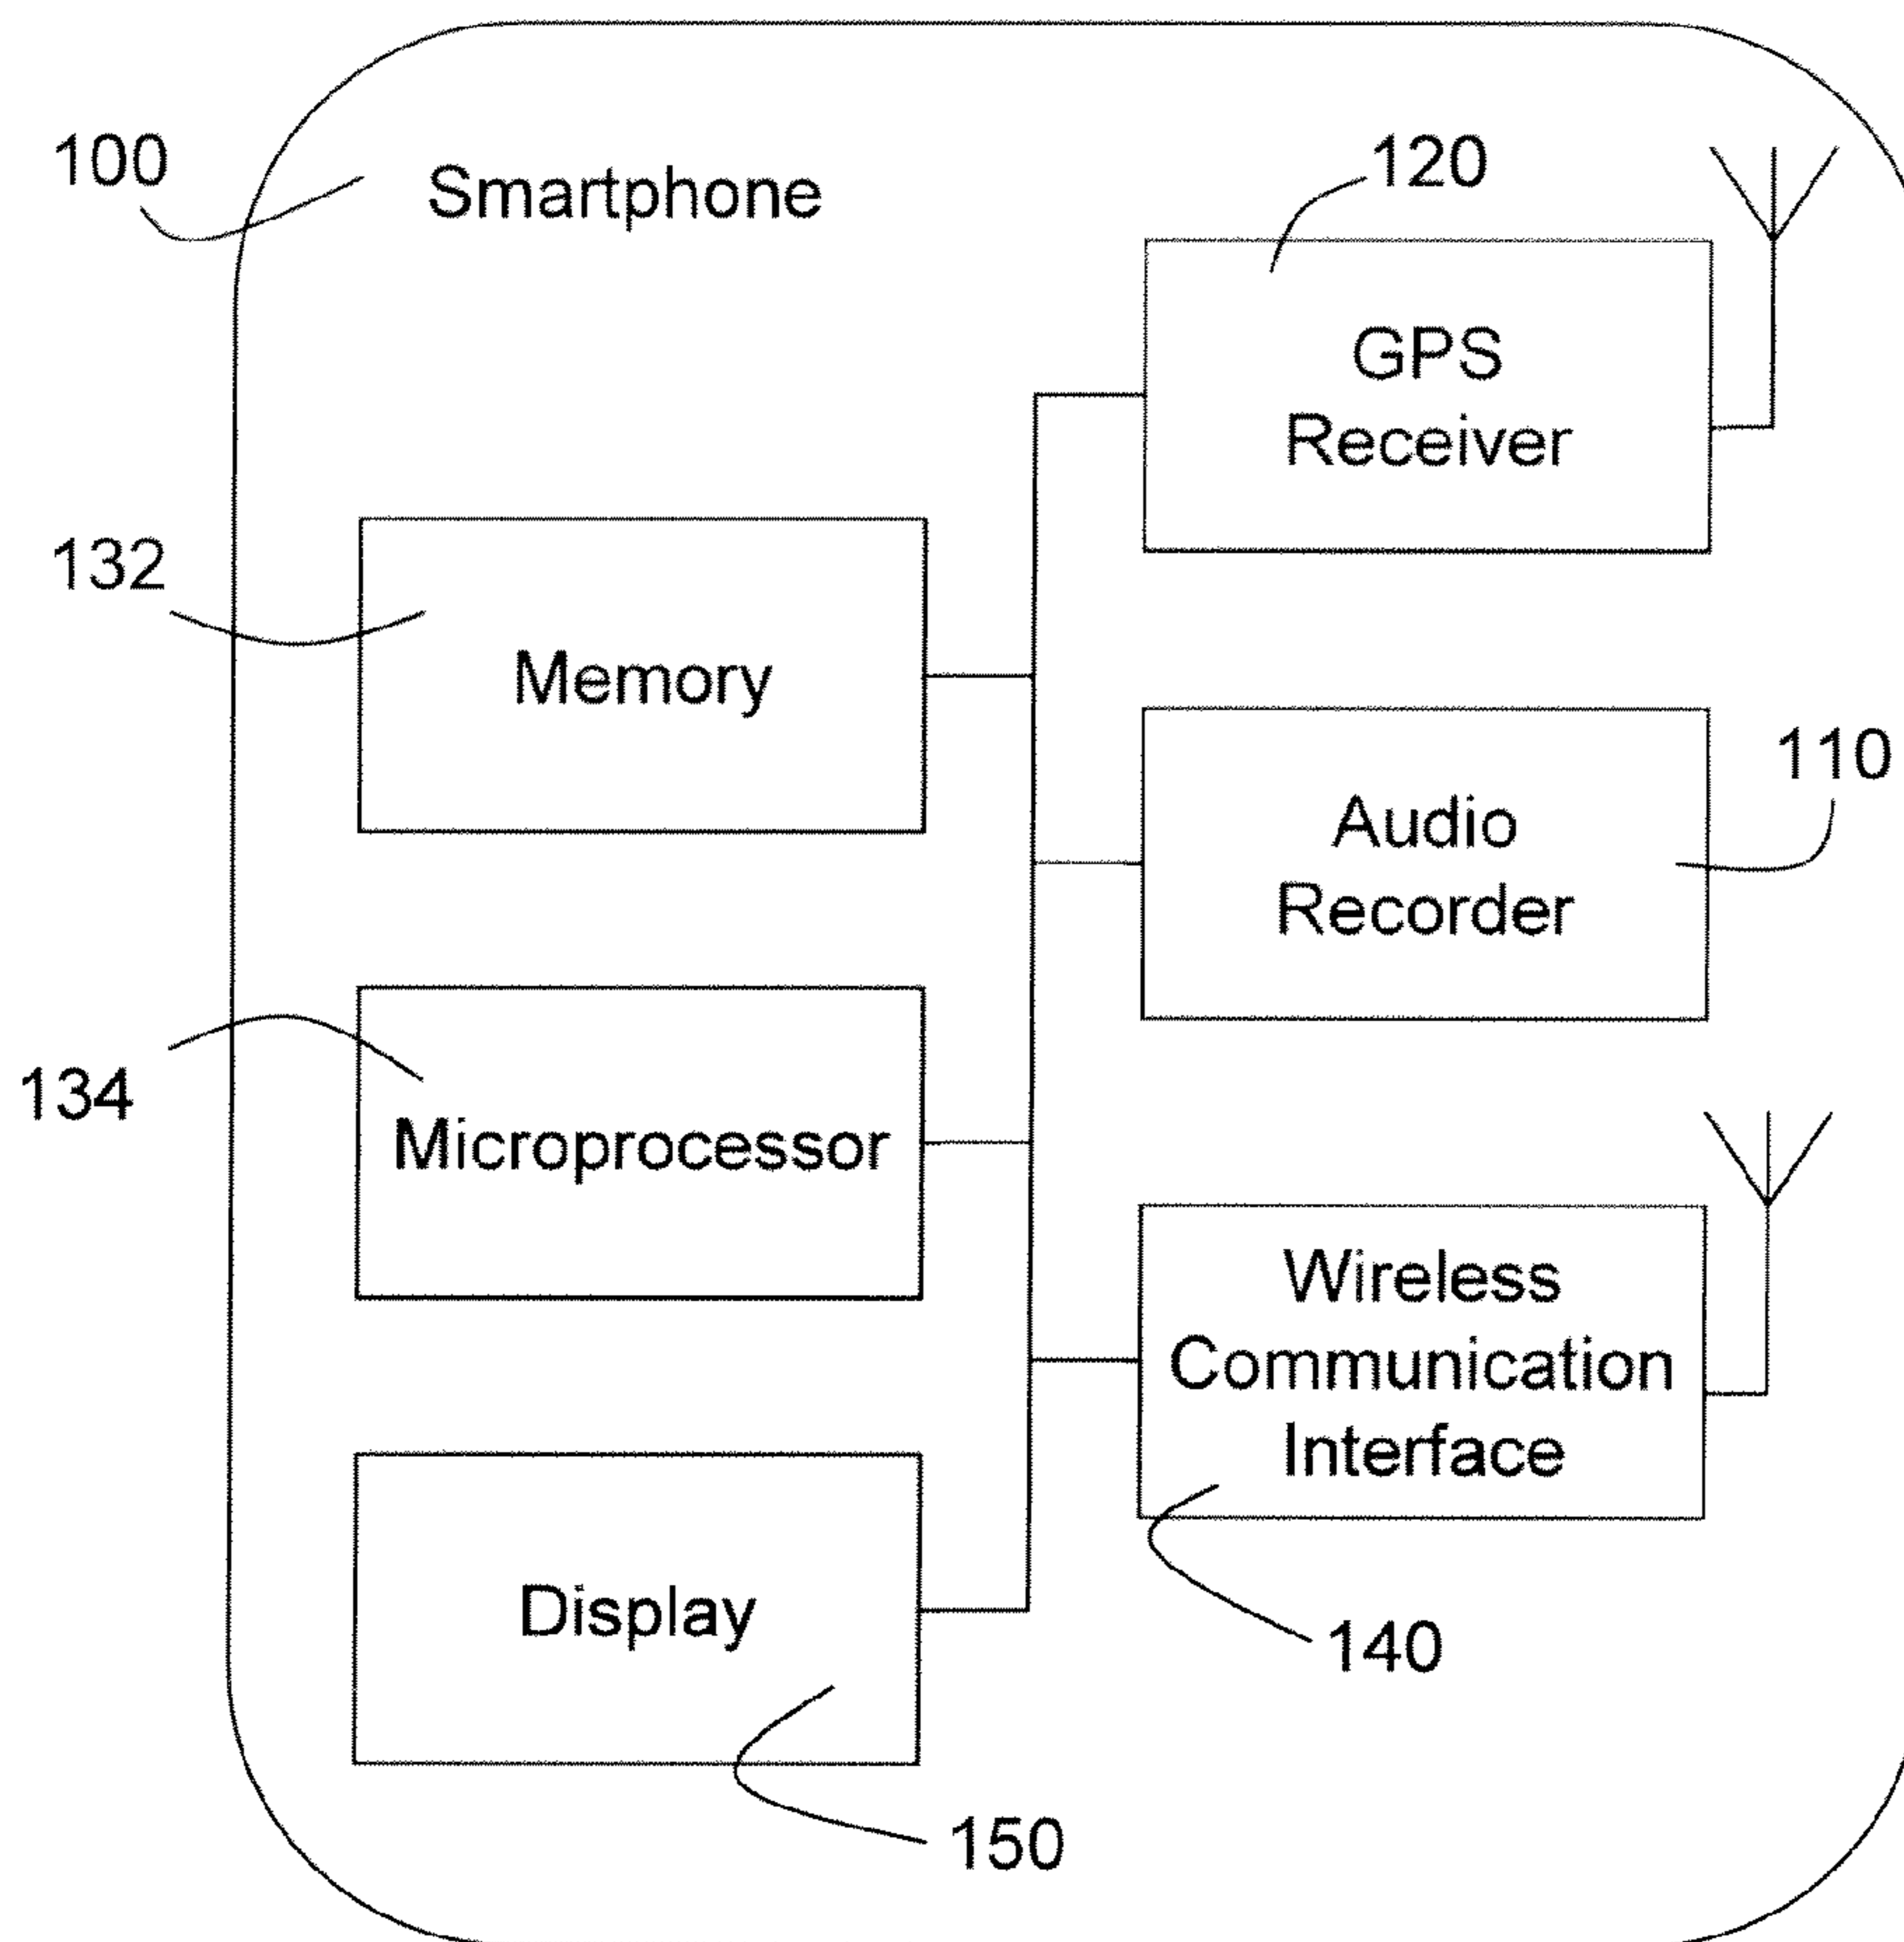 100
Smartphone
120
GPS
Receiver
132
Memory
110
Audio
Recorder
134
Microprocessor
Wireless
Communication
Interface
140
Display
150